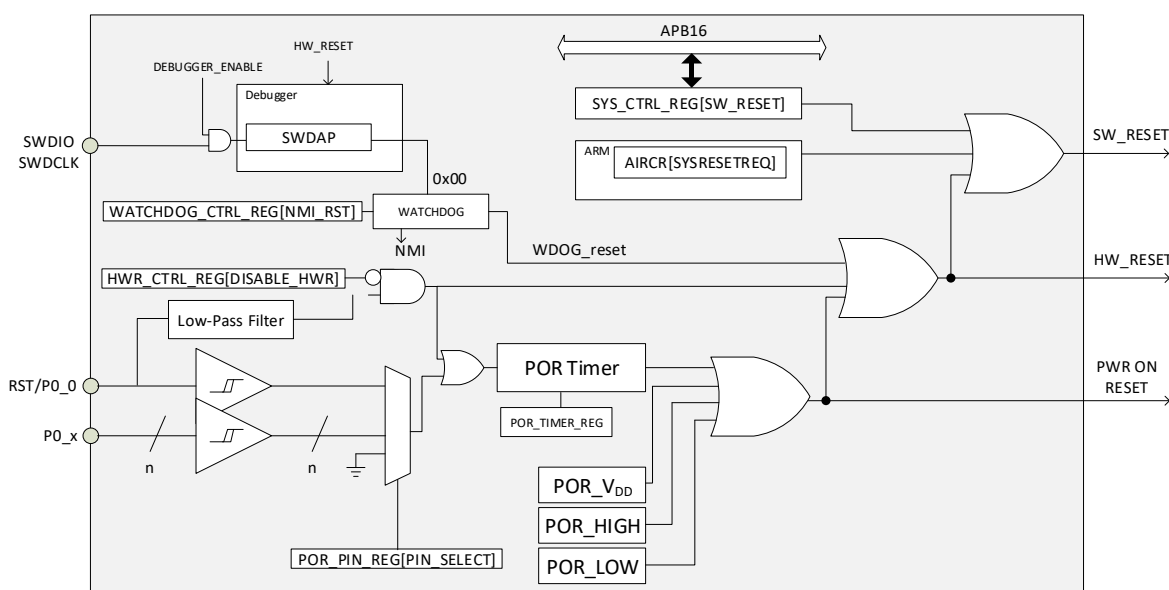 APB16
HW_RESET
DEBUGGER_ENABLE
Debugger
SYS_CTRL_REG[SW_RESET]
SWDIO
SWDCLK
SWDAP
SW_RESET
ARM
AIRCR[SYSRESETREQ]
0x00
WATCHDOG_CTRL_REG[NMI_RST]
WATCHDOG
NMI
WDOG_reset
HW_RESET
HWR_CTRL_REG[DISABLE_HWR]
Low-Pass Filter
POR Timer
PWR ON
RESET
RST/P0_0
POR_TIMER_REG
P0_x
n
n
POR_VDD
POR_HIGH
POR_PIN_REG[PIN_SELECT]
POR_LOW